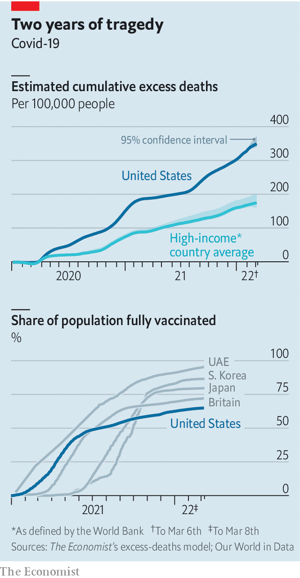 Two years of tragedy
Covid-19
Estimated cumulative excess deaths
Per 100,000 people
400
95% confidence interval
300
United States
200
High-income*
country average
100
0
2020
21
22†
Share of population fully vaccinated
%
UAE
100
S. Korea
Japan
75
Britain
50
United States
25
0
2021
22‡
*As defined by the World Bank †To Mar 6th ‡To Mar 8th
Sources: The Economist's excess-deaths model; Our World in Data
The Economist